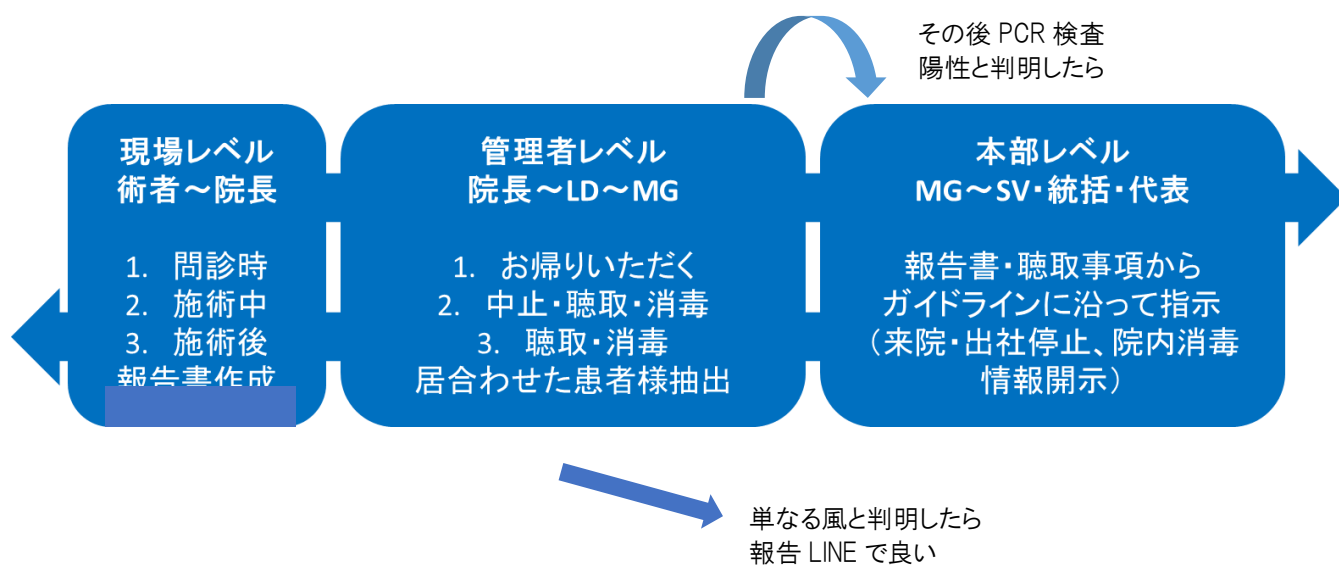 その後 PCR 検査
陽性と判明したら
現場レベル
術者～院長
1. 問診時
2. 施術中
3. 施術後
報告書作成
管理者レベル
院長～LD～MG
1. お帰りいただく
2. 中止・聴取・消毒
3. 聴取・消毒
居合わせた患者様抽出
本部レベル
MG～SV・統括・代表
報告書・聴取事項から
ガイドラインに沿って指示
（来院・出社停止、院内消毒
情報開示）
単なる風と判明したら
報告 LINE で良い